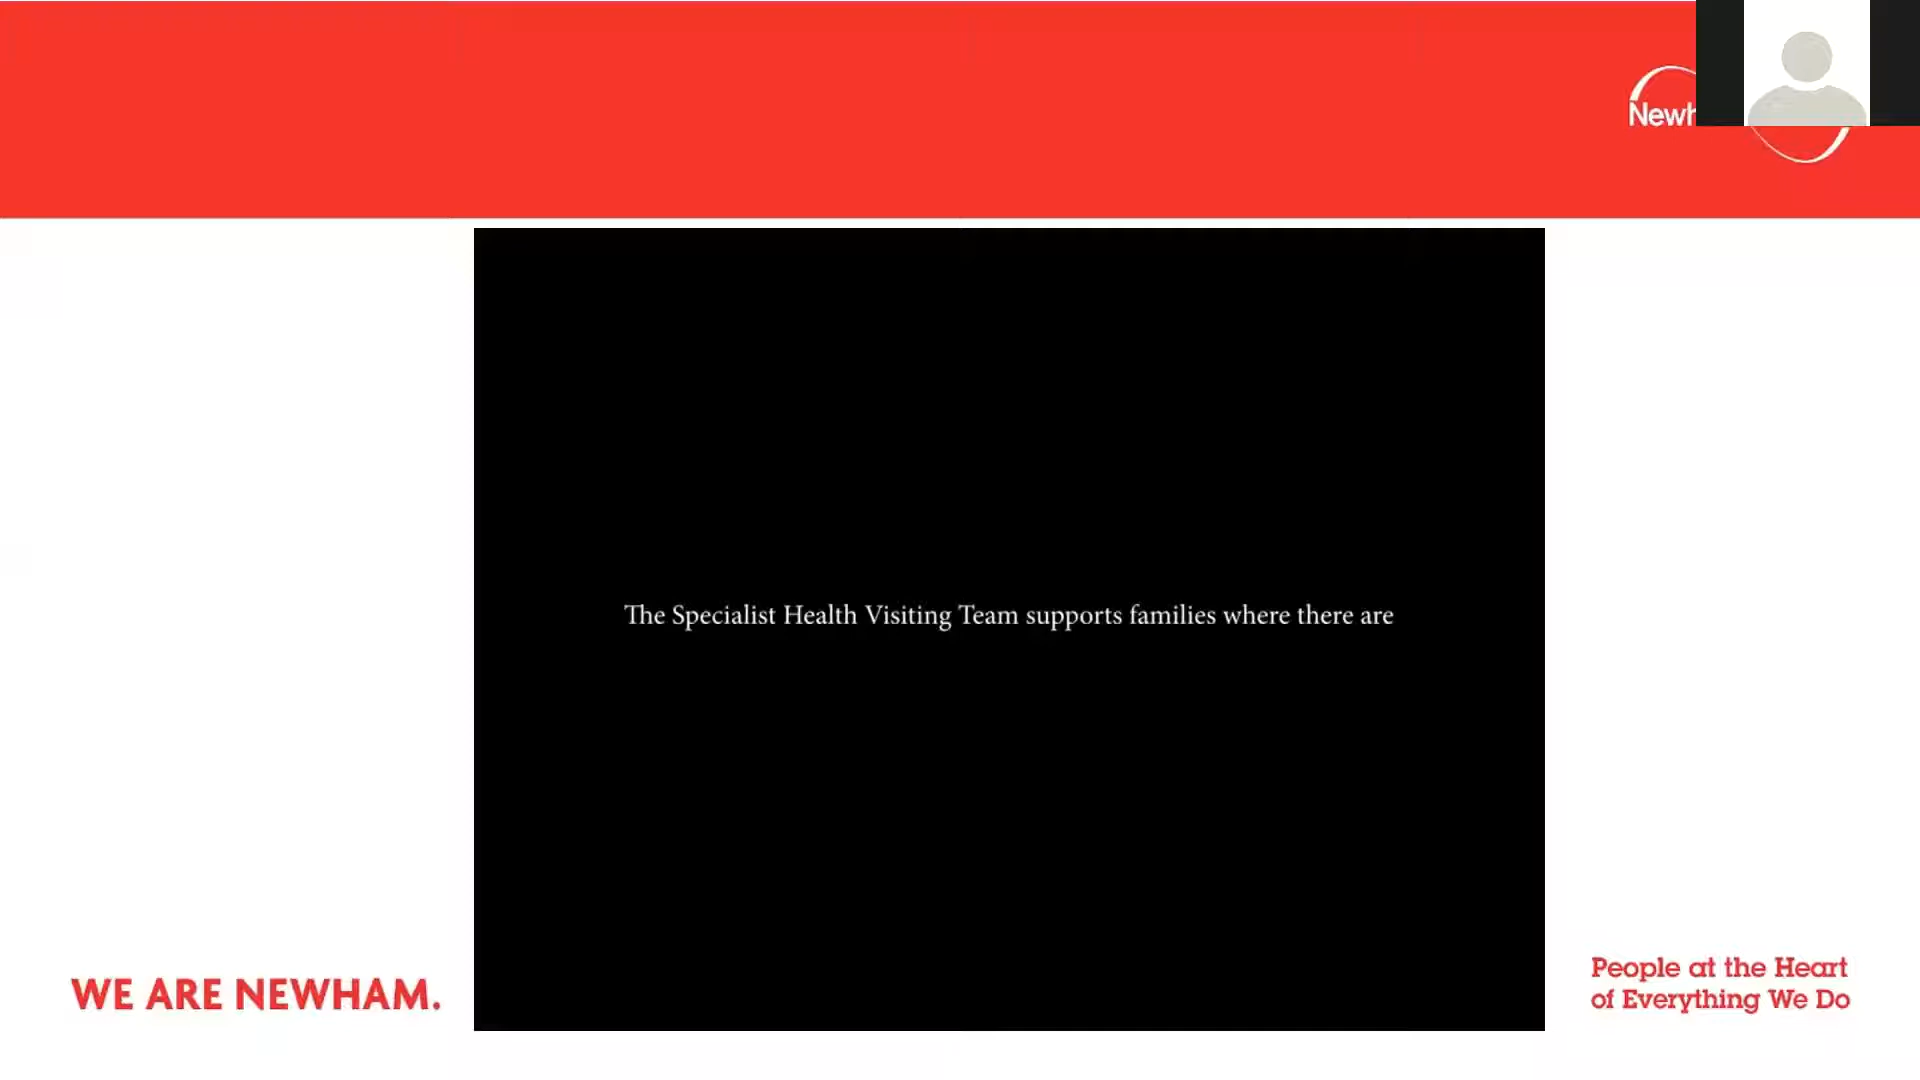 The Specialist Health Visiting Team supports families where there are
WE ARE NEWHAM.
People at the Heart
of Everything We Do